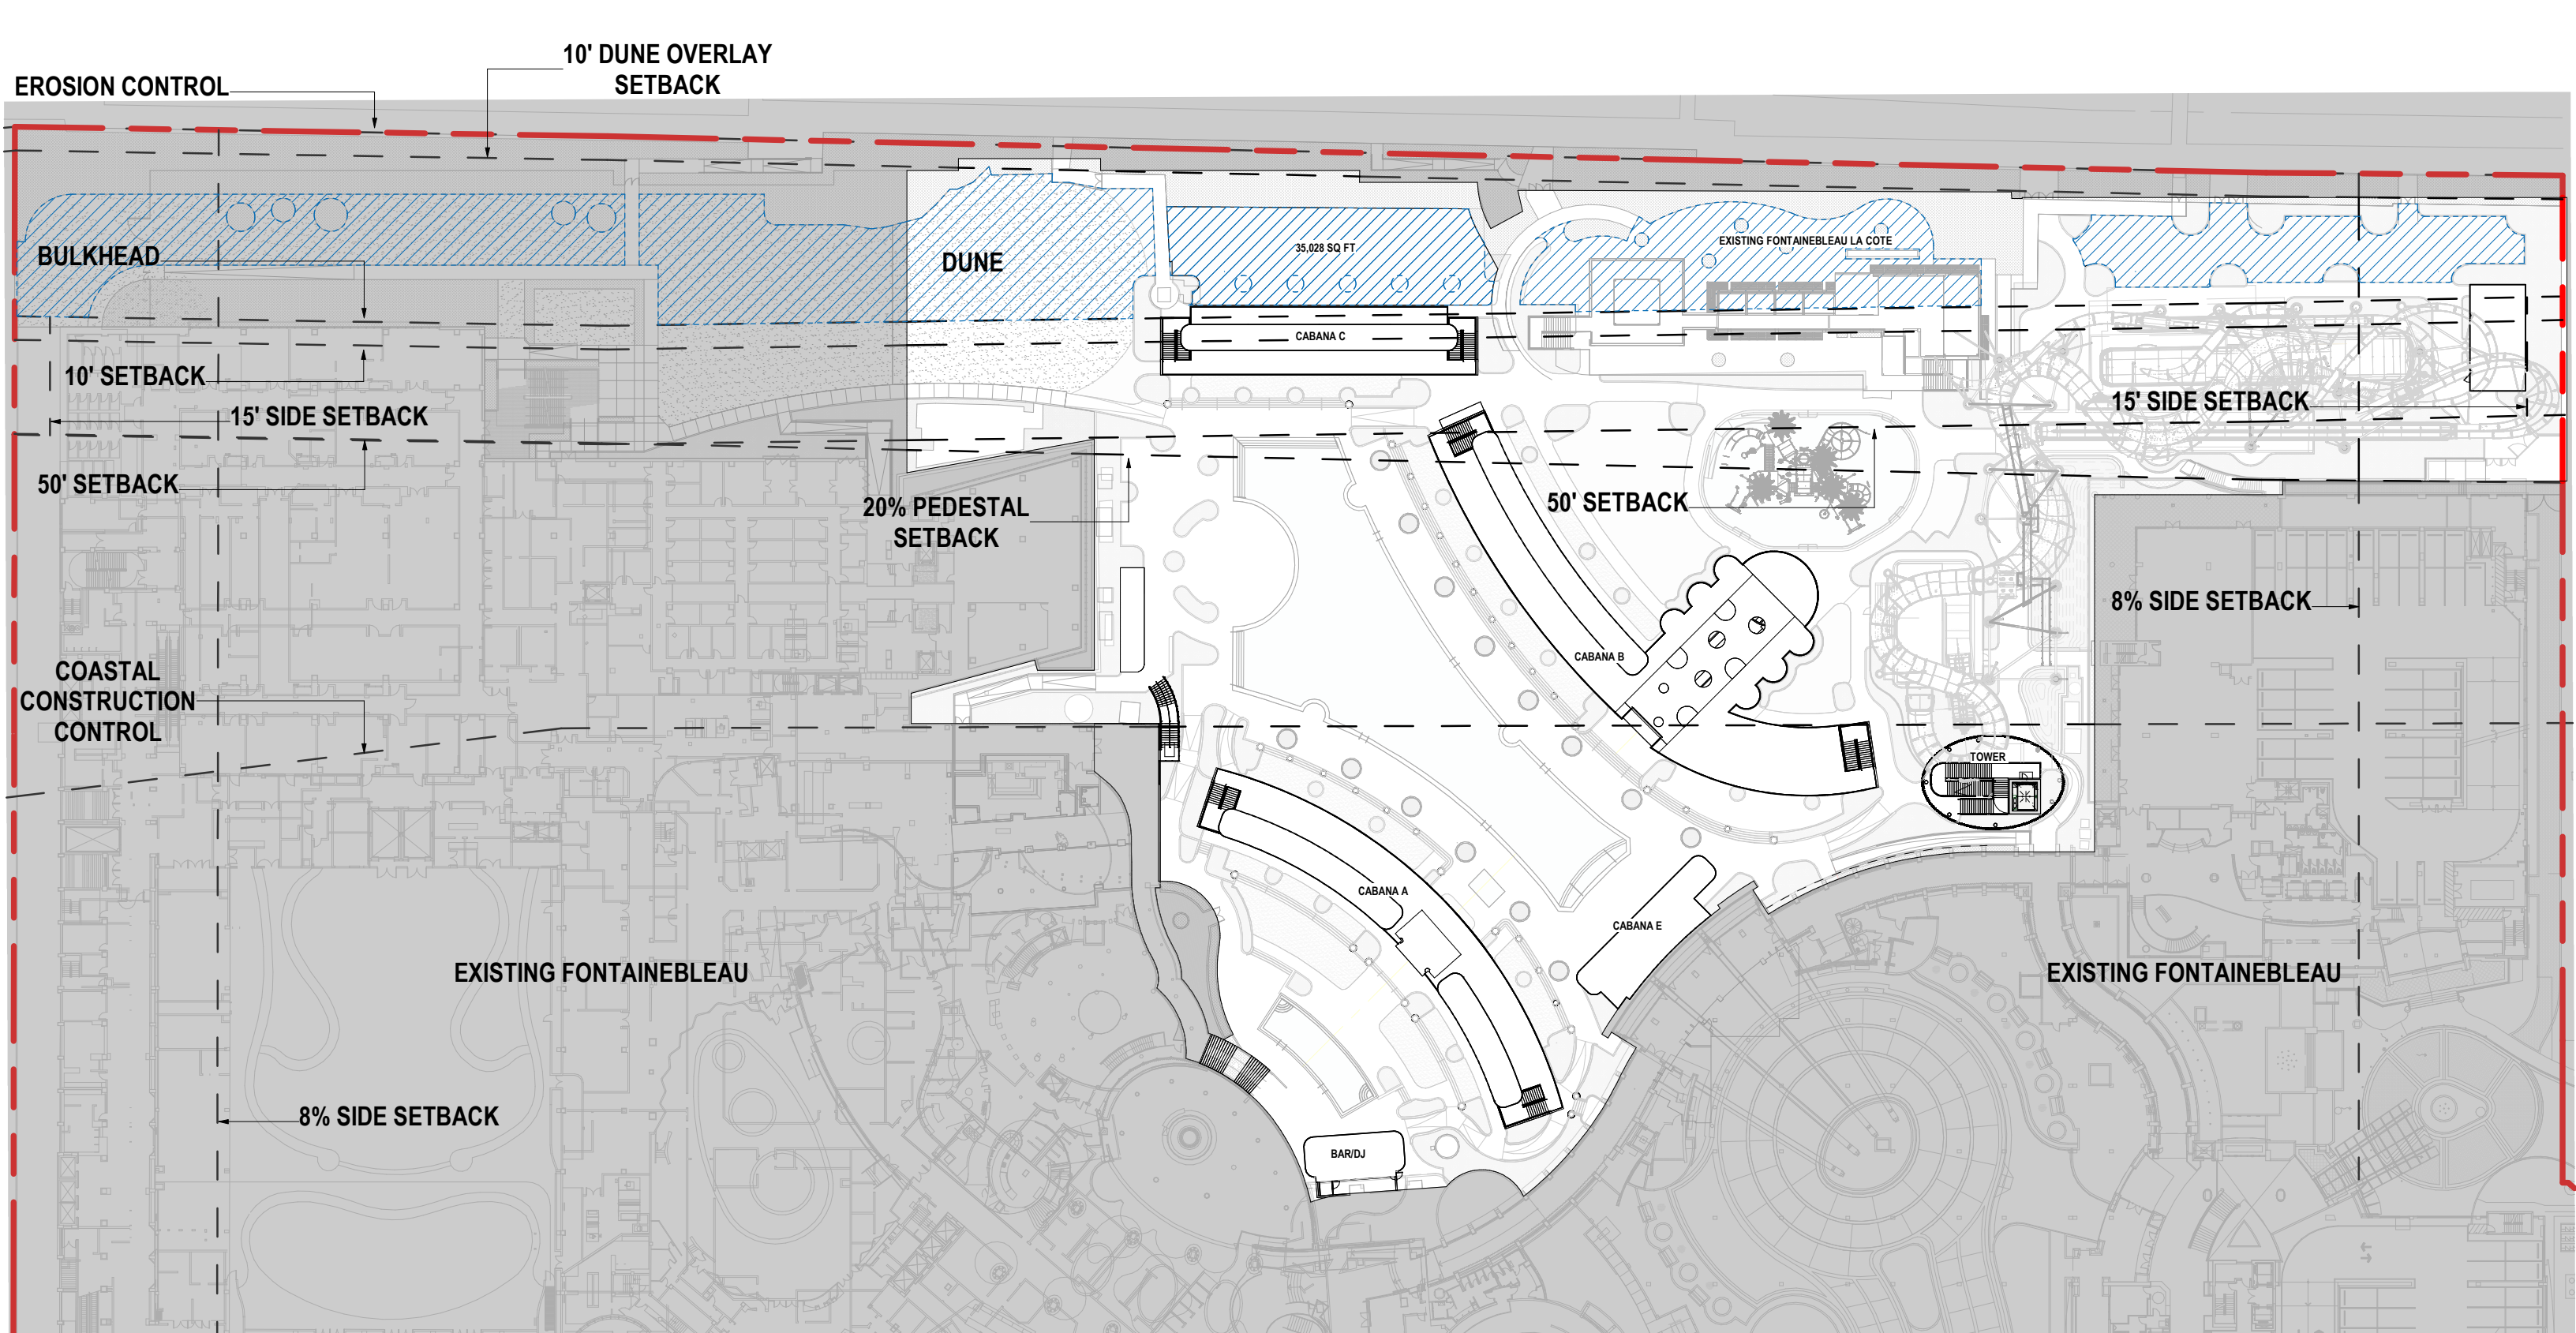 10' DUNE OVERLAY
SETBACK
EROSION CONTROL
BULKHEAD
DUNE
35,028 SQ FT
EXISTING FONTAINEBLEAU LA COTE
CABANA C
10' SETBACK
15' SIDE SETBACK
15' SIDE SETBACK
50' SETBACK
20% PEDESTAL
SETBACK
50' SETBACK
8% SIDE SETBACK
CABANA B
COASTAL
CONSTRUCTION
CONTROL
TOWER
CABANA A
CABANA E
EXISTING FONTAINEBLEAU
EXISTING FONTAINEBLEAU
8% SIDE SETBACK
BAR/DJ